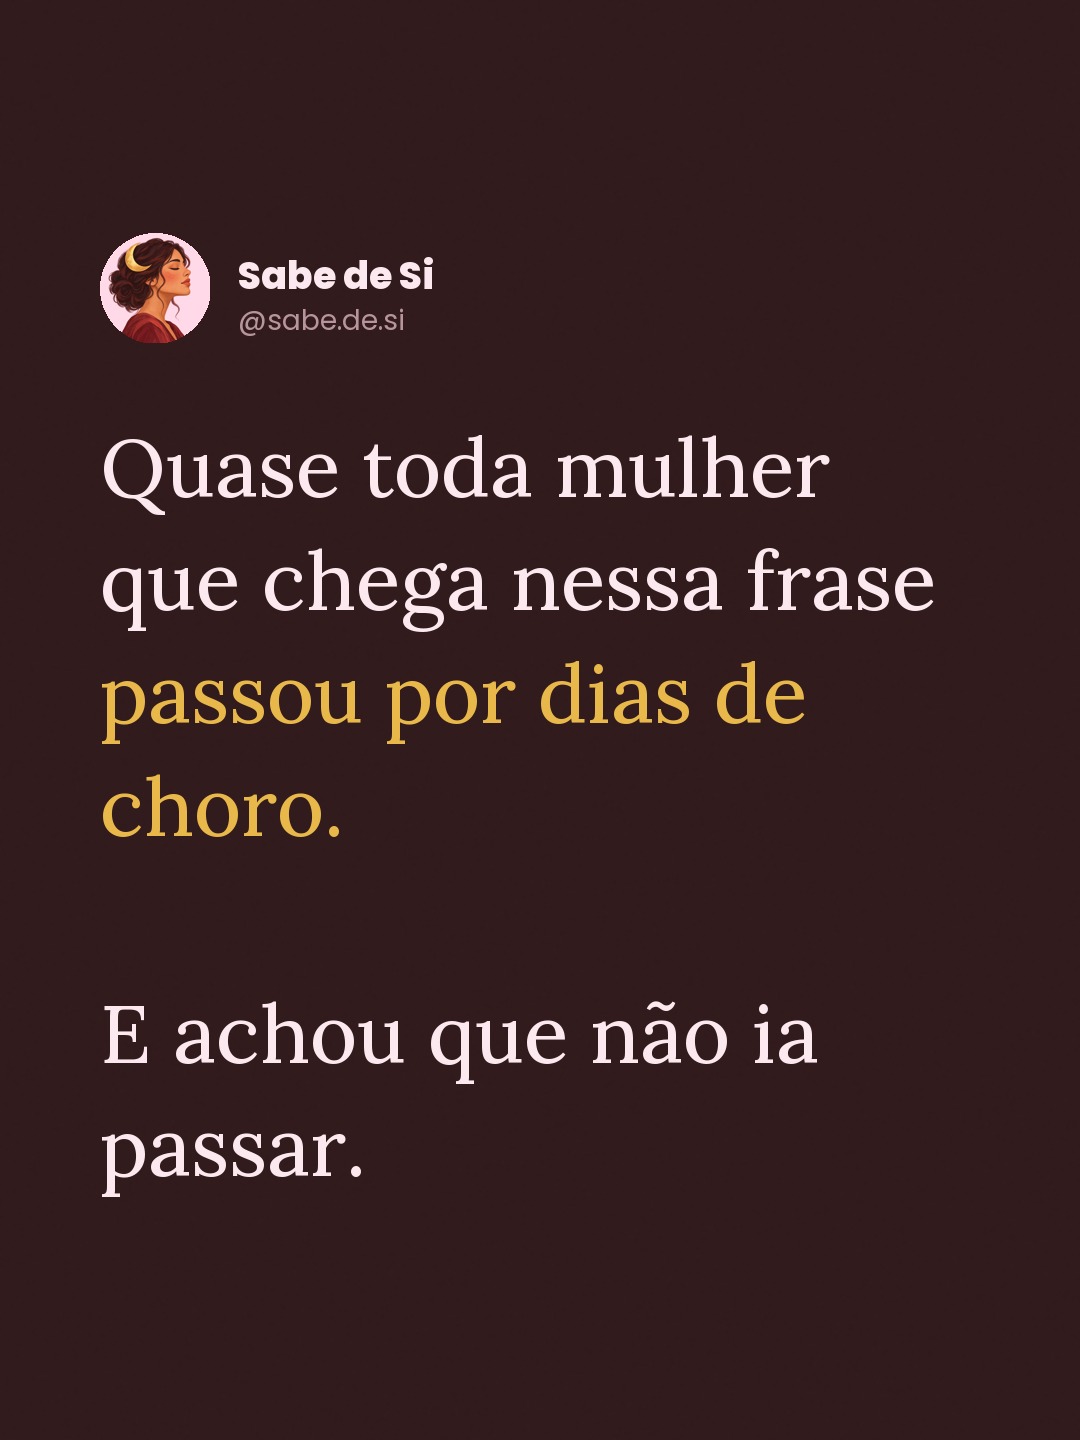 Sabe de Si
@sabe.de.si
Quase toda mulher
que chega nessa frase
passou por dias de
choro.
E achou que não ia
passar.